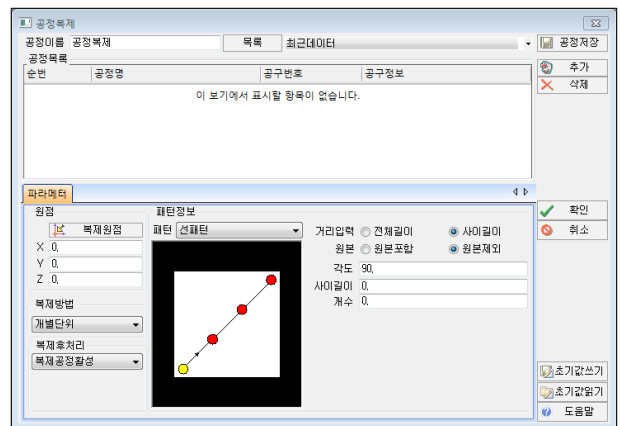 공정복제
공정이름 공정복제 목록 최근데이터 공정저장
공정목록
순번 공정명 공구번호 공구정보
이 보기에서 표시할 항목이 없습니다.
추가
삭제
파라메터
확인
취소
원점
복제원점
X 0,
Y 0,
Z 0,
복제방법
개별단위
복제후처리
복제공정활성
패턴정보
패턴 선패턴
거리입력 전체길이 사이길이
원본 원본포함 원본제외
각도 90,
사이길이 0,
개수 0,
초기값쓰기
초기값읽기
도움말